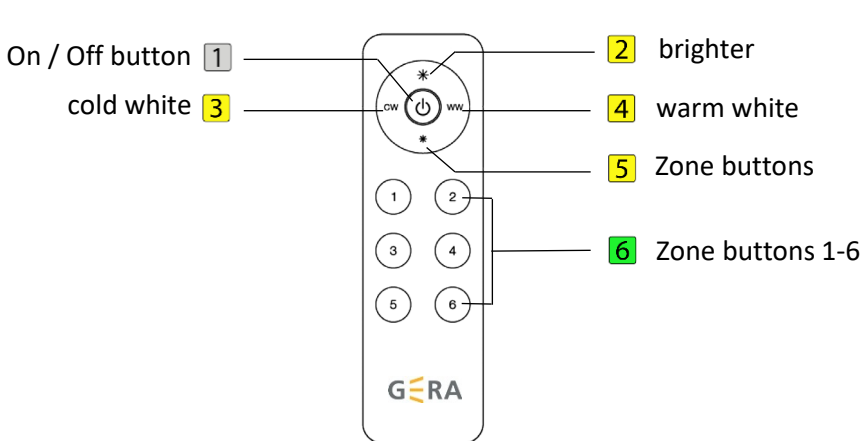 On / Off button 1
2 brighter
cold white 3
CW
WW
4 warm white
5 Zone buttons
1 2
3 4
6 Zone buttons 1-6
5 6
GERA